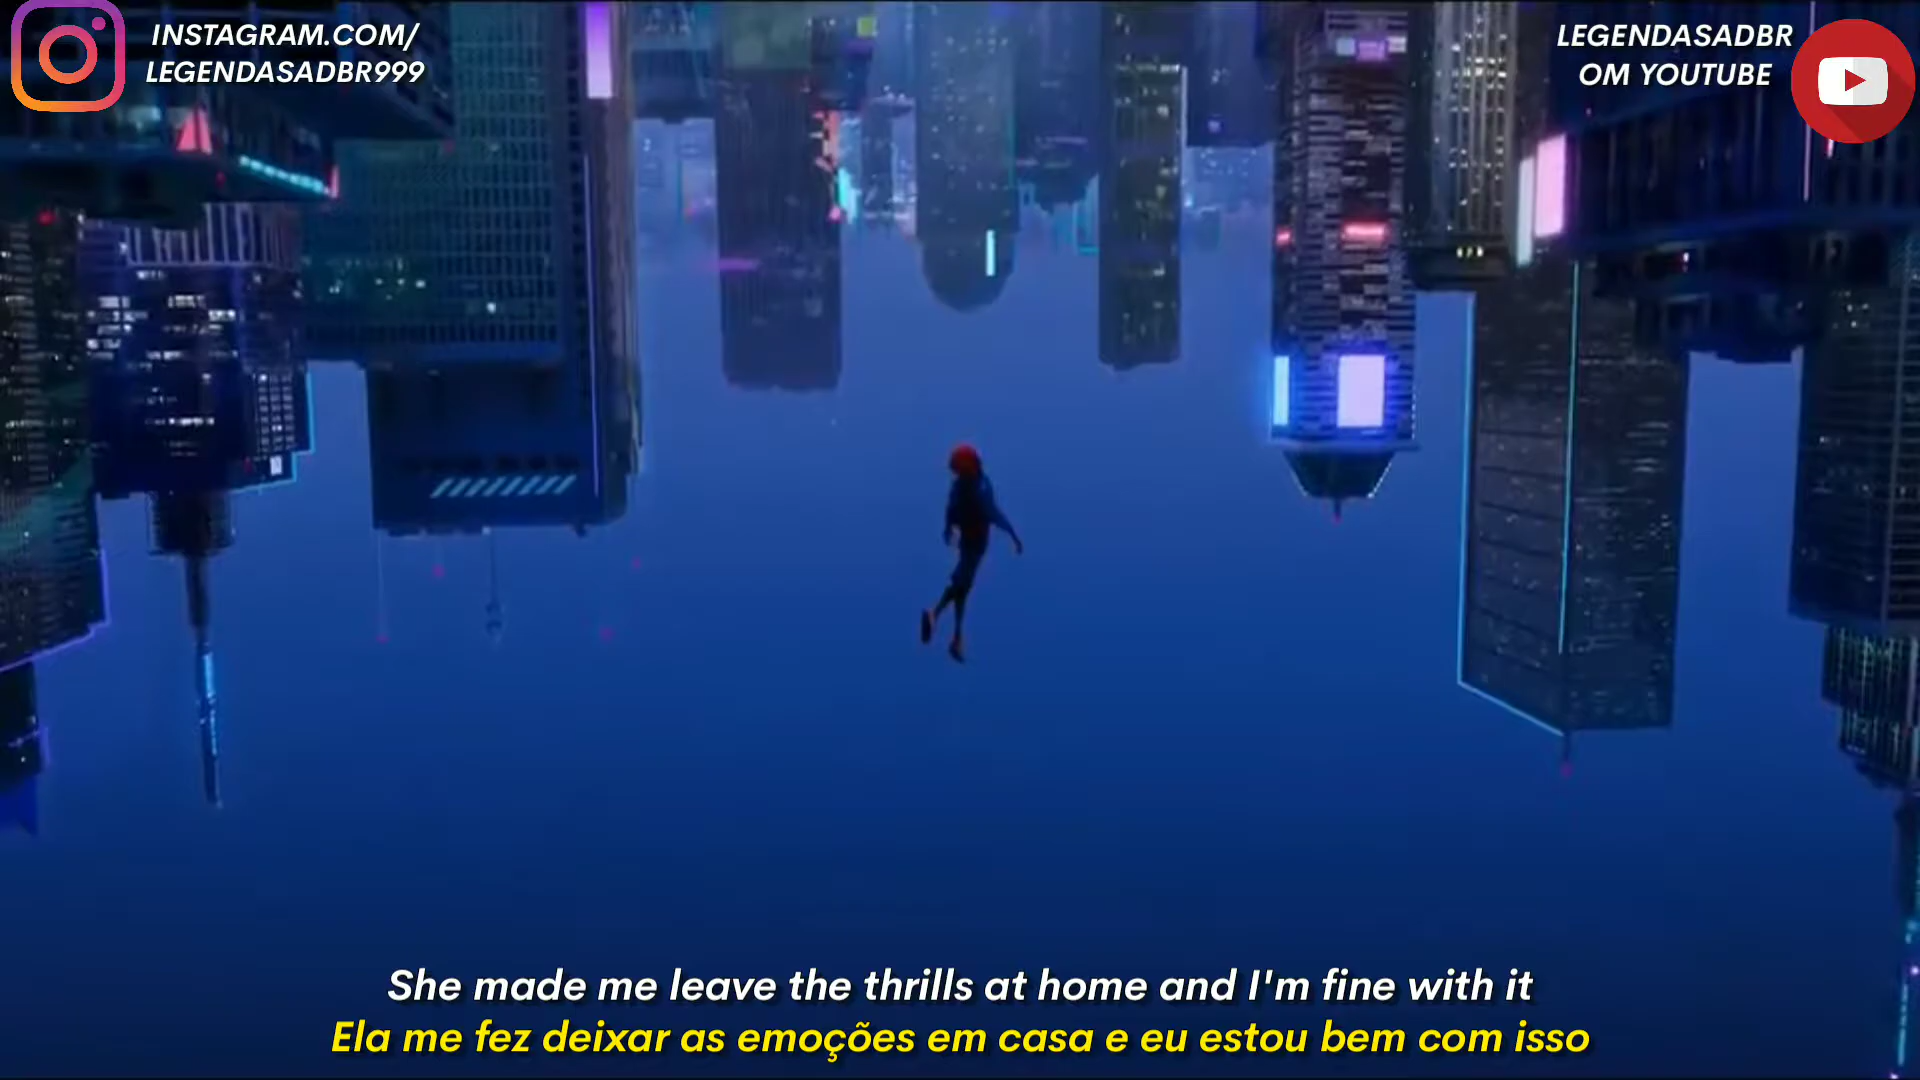 INSTAGRAM.COM/
LEGENDASADBR999
LEGENDASADBR
OM YOUTUBE
She made me leave the thrills at home and I'm fine with it
Ela me fez deixar as emoções em casa e eu estou bem com isso